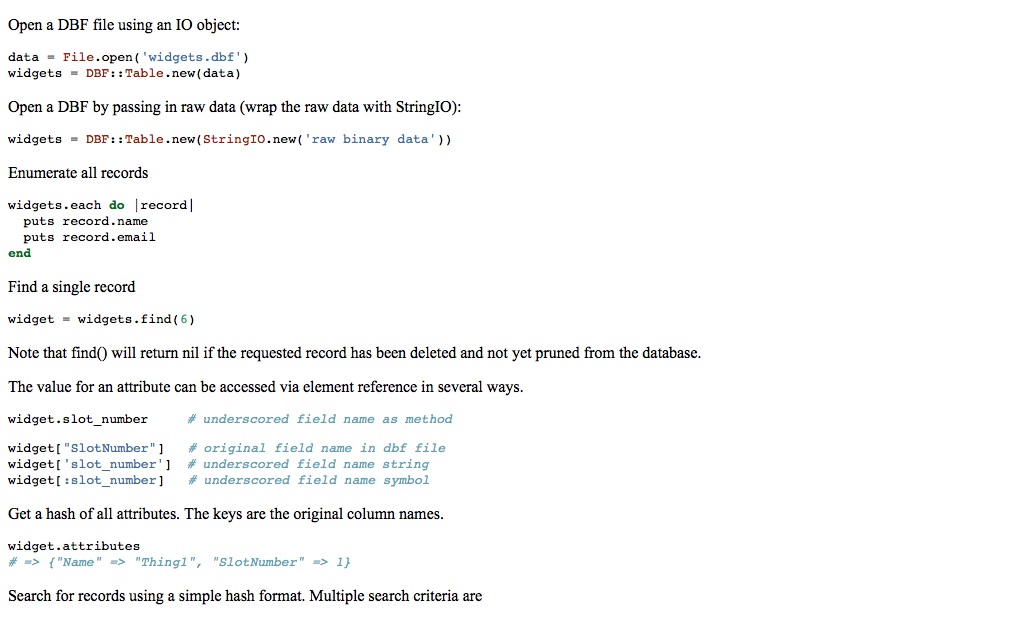 Open a DBF file using an IO object:
data = File.open('widgets.dbf')
widgets = DBF::Table.new(data)
Open a DBF by passing in raw data (wrap the raw data with StringIO):
widgets = DBF::Table.new(StringIO.new('raw binary data'))
Enumerate all records
widgets.each do |record|
  puts record.name
  puts record.email
end
Find a single record
widget = widgets.find(6)
Note that find() will return nil if the requested record has been deleted and not yet pruned from the database.
The value for an attribute can be accessed via element reference in several ways.
widget.slot_number     # underscored field name as method
widget["SlotNumber"]   # original field name in dbf file
widget['slot_number']  # underscored field name string
widget[:slot_number]   # underscored field name symbol
Get a hash of all attributes. The keys are the original column names.
widget.attributes
# => {"Name" => "Thing1", "SlotNumber" => 1}
Search for records using a simple hash format. Multiple search criteria are